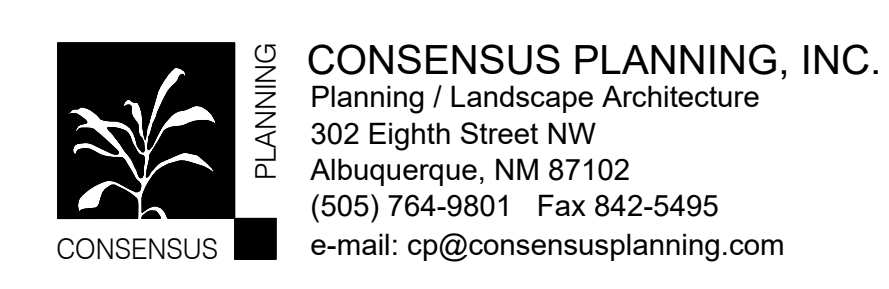 CONSENSUS
PLANNING
CONSENSUS PLANNING, INC.
Planning / Landscape Architecture
302 Eighth Street NW
Albuquerque, NM 87102
(505) 764-9801   Fax 842-5495
e-mail: cp@consensusplanning.com